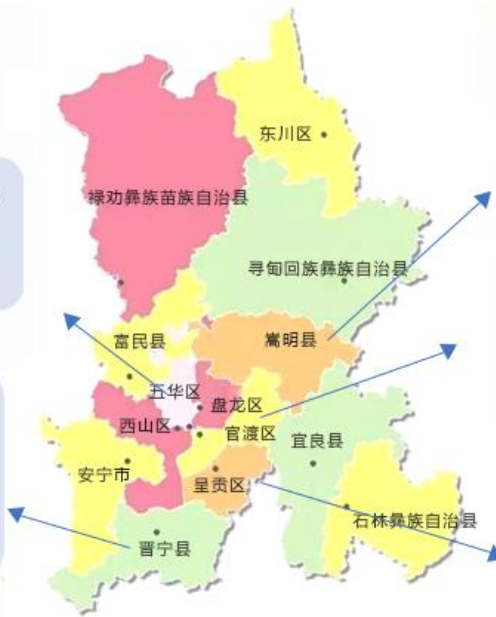 东川区
禄劝彝族苗族自治县
寻甸回族彝族自治县
富民县
嵩明县
五华区
盘龙区
西山区
官渡区
宜良县
安宁市
呈贡区
石林彝族自治县
晋宁县